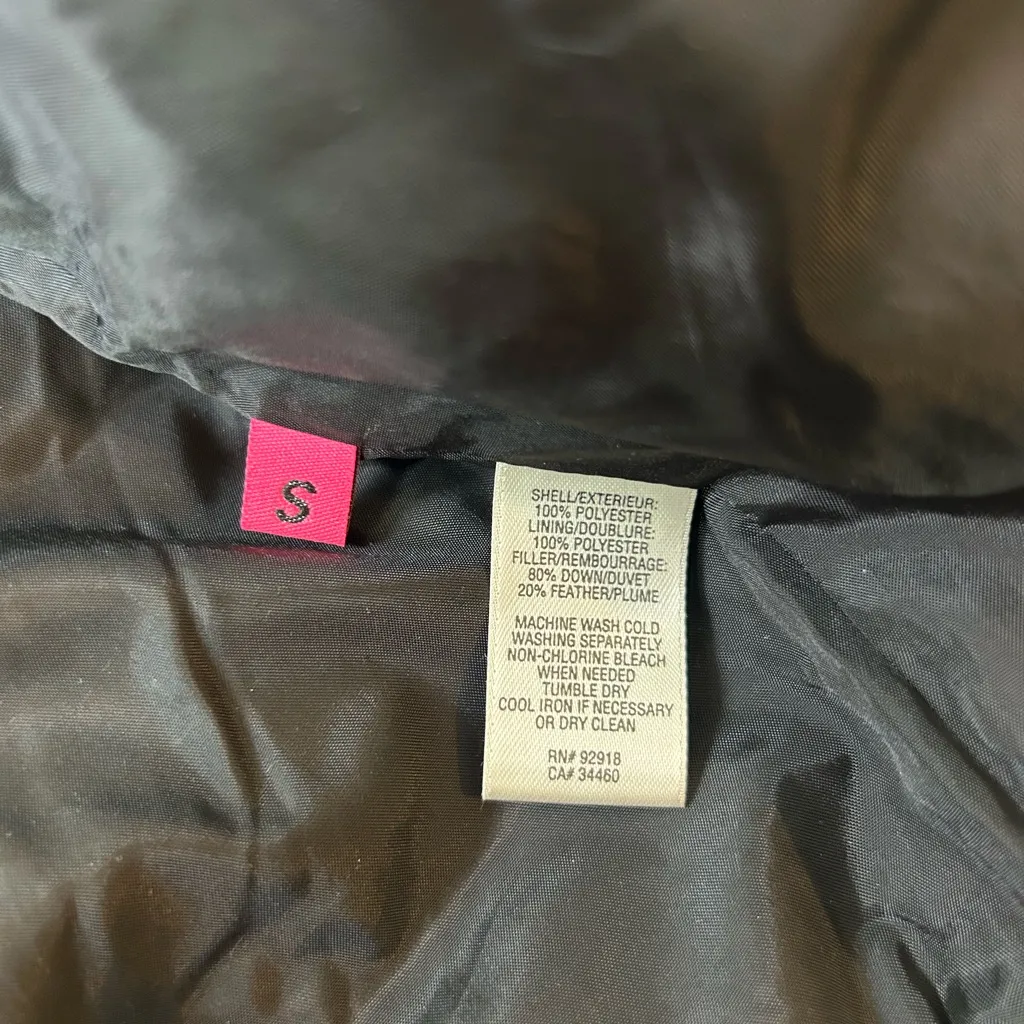 S
SHELL/EXTERIEUR:
100% POLYESTER
LINING/DOUBLURE:
100% POLYESTER
FILLER/REMBOURRAGE:
80% DOWN/DUVET
20% FEATHER/PLUME
MACHINE WASH COLD
WASHING SEPARATELY
NON-CHLORINE BLEACH
WHEN NEEDED
TUMBLE DRY
COOL IRON IF NECESSARY
OR DRY CLEAN
RN# 92918
CA# 34460